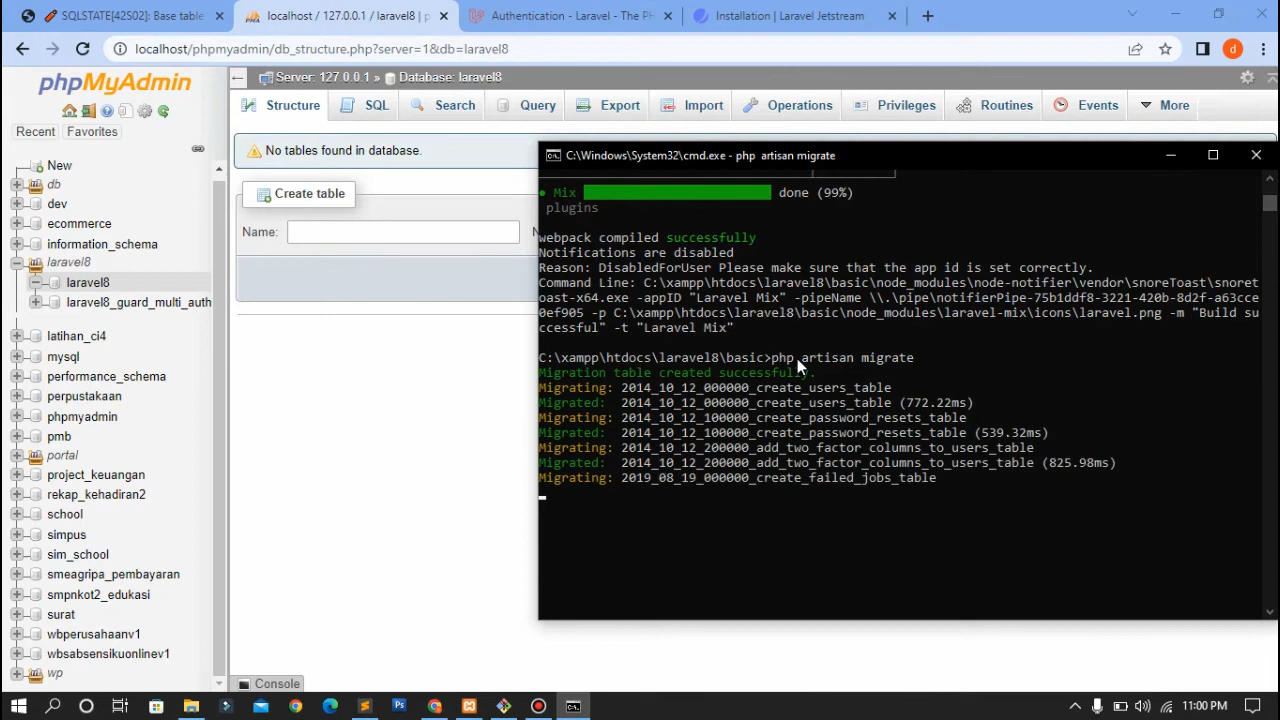 SQLSTATE[42S02]: Base table
localhost / 127.0.0.1 / laravel8 | p
Authentication - Laravel - The PH
Installation | Laravel Jetstream
localhost/phpmyadmin/db_structure.php?server=1&db=laravel8
d
phpMyAdmin
Recent
Favorites
New
db
dev
ecommerce
information_schema
laravel8
laravel8
laravel8_guard_multi_auth
latihan_ci4
mysql
performance_schema
perpustakaan
phpmyadmin
pmb
portal
project_keuangan
rekap_kehadiran2
school
simpus
sim_school
smeagripa_pembayaran
smpnkot2_edukasi
surat
wbperusahaanv1
wbsabsensikuonlinev1
wp
Server: 127.0.0.1 » Database: laravel8
Structure
SQL
Search
Query
Export
Import
Operations
Privileges
Routines
Events
More
No tables found in database.
Create table
Name:
Console
C:\Windows\System32\cmd.exe - php  artisan migrate
● Mix done (99%)
plugins
webpack compiled successfully
Notifications are disabled
Reason: DisabledForUser Please make sure that the app id is set correctly.
Command Line: C:\xampp\htdocs\laravel8\basic\node_modules\node-notifier\vendor\snoreToast\snoret
oast-x64.exe -appID "Laravel Mix" -pipeName \\.\pipe\notifierPipe-75b1ddf8-3221-420b-8d2f-a63cce
0ef905 -p C:\xampp\htdocs\laravel8\basic\node_modules\laravel-mix\icons\laravel.png -m "Build su
ccessful" -t "Laravel Mix"
C:\xampp\htdocs\laravel8\basic>php artisan migrate
Migration table created successfully.
Migrating: 2014_10_12_000000_create_users_table
Migrated:  2014_10_12_000000_create_users_table (772.22ms)
Migrating: 2014_10_12_100000_create_password_resets_table
Migrated:  2014_10_12_100000_create_password_resets_table (539.32ms)
Migrating: 2014_10_12_200000_add_two_factor_columns_to_users_table
Migrated:  2014_10_12_200000_add_two_factor_columns_to_users_table (825.98ms)
Migrating: 2019_08_19_000000_create_failed_jobs_table
11:00 PM